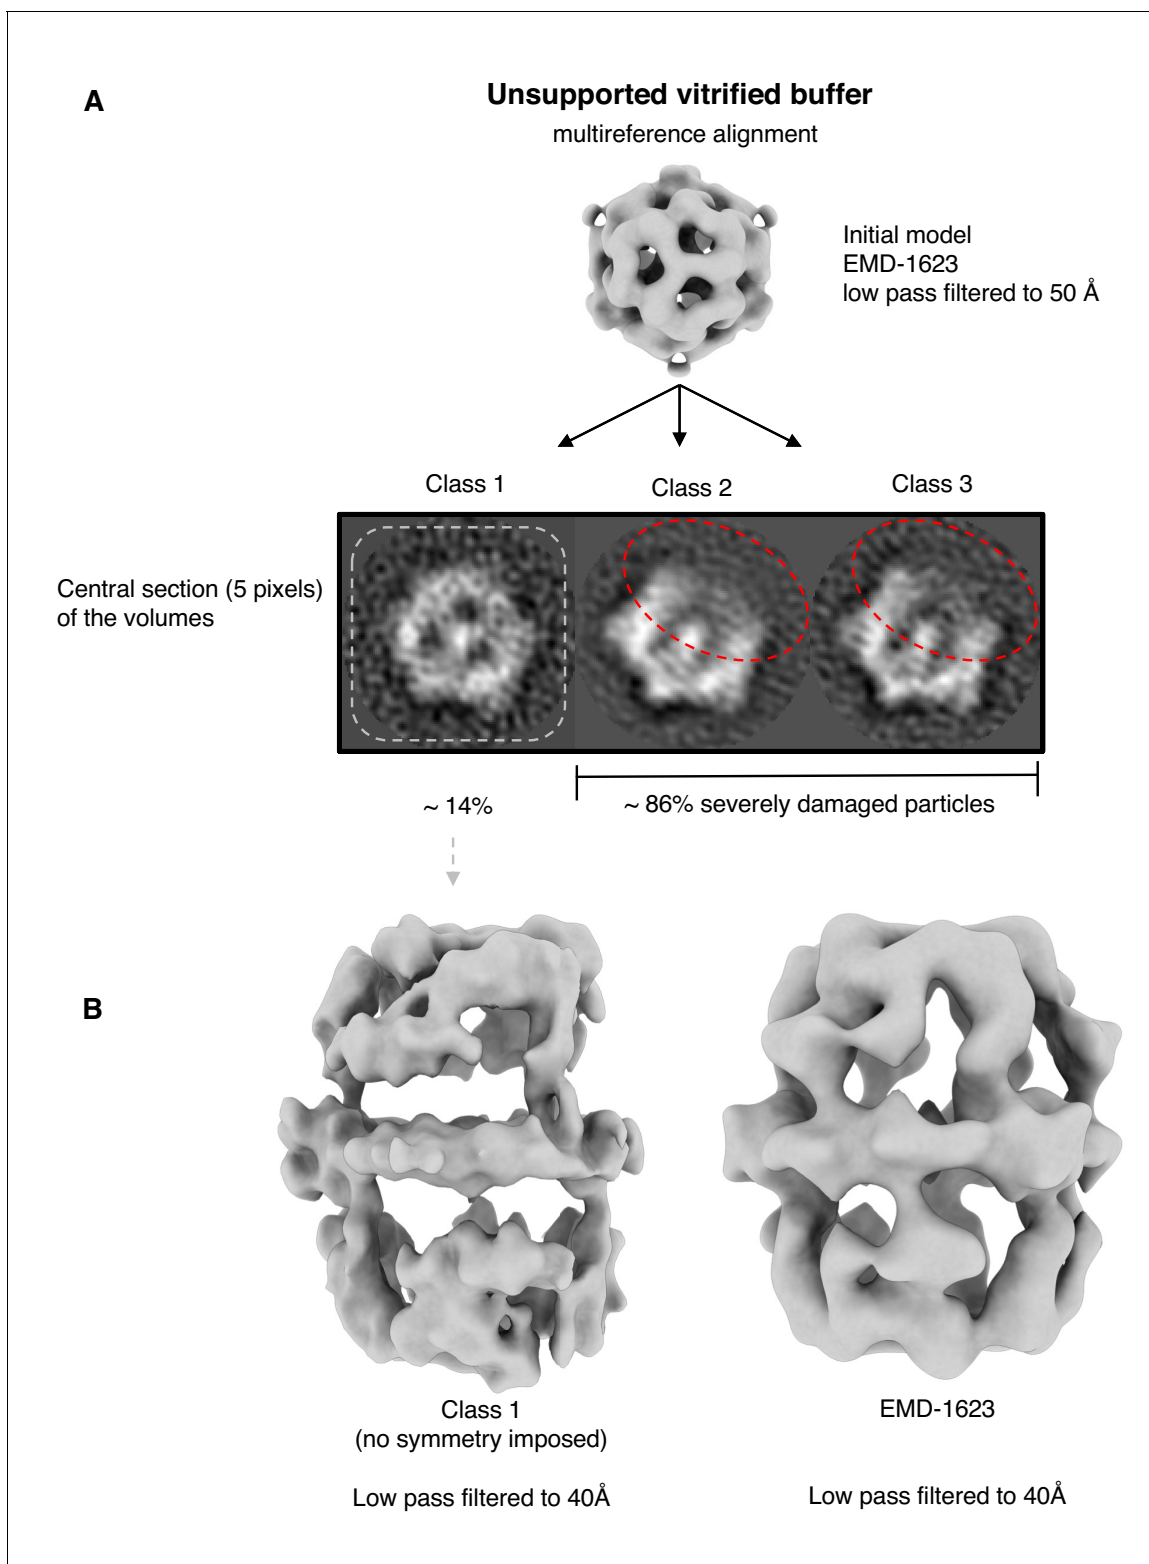 A
Unsupported vitrified buffer
multireference alignment
Initial model
EMD-1623
low pass filtered to 50 Å
Class 1
Class 2
Class 3
Central section (5 pixels)
of the volumes
~ 14%
~ 86% severely damaged particles
B
Class 1
(no symmetry imposed)
Low pass filtered to 40Å
EMD-1623
Low pass filtered to 40Å